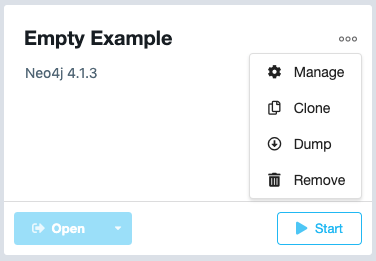 Empty Example
Neo4j 4.1.3
Manage
Clone
Dump
Remove
Open
Start